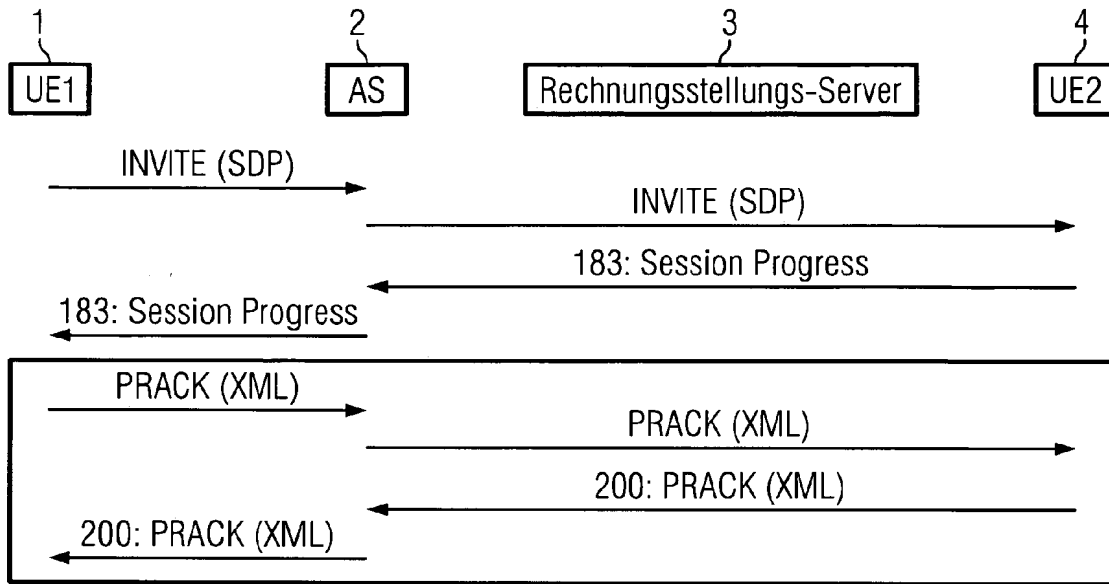 1 2 3 4
UE1 AS Rechnungsstellungs-Server UE2
INVITE (SDP)
INVITE (SDP)
183: Session Progress
183: Session Progress
PRACK (XML)
PRACK (XML)
200: PRACK (XML)
200: PRACK (XML)